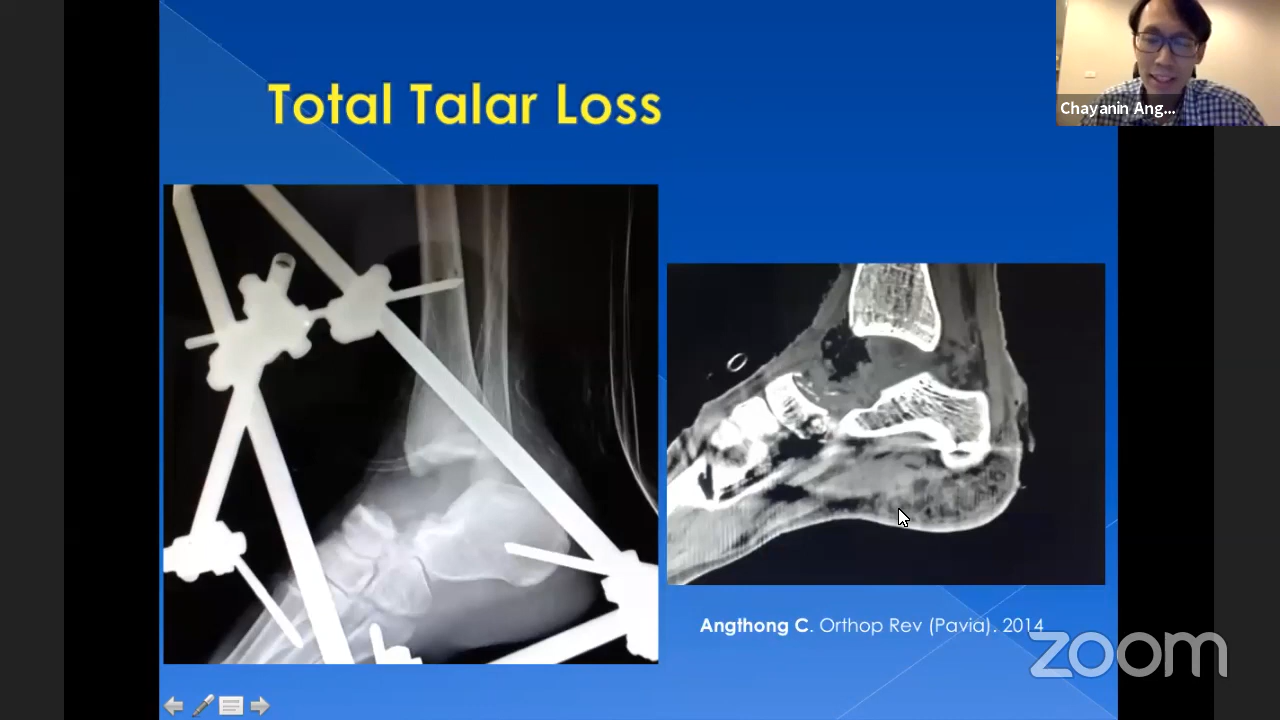 Total Talar Loss
Chayanin Ang...
Angthong C. Orthop Rev (Pavia). 2014
zoom